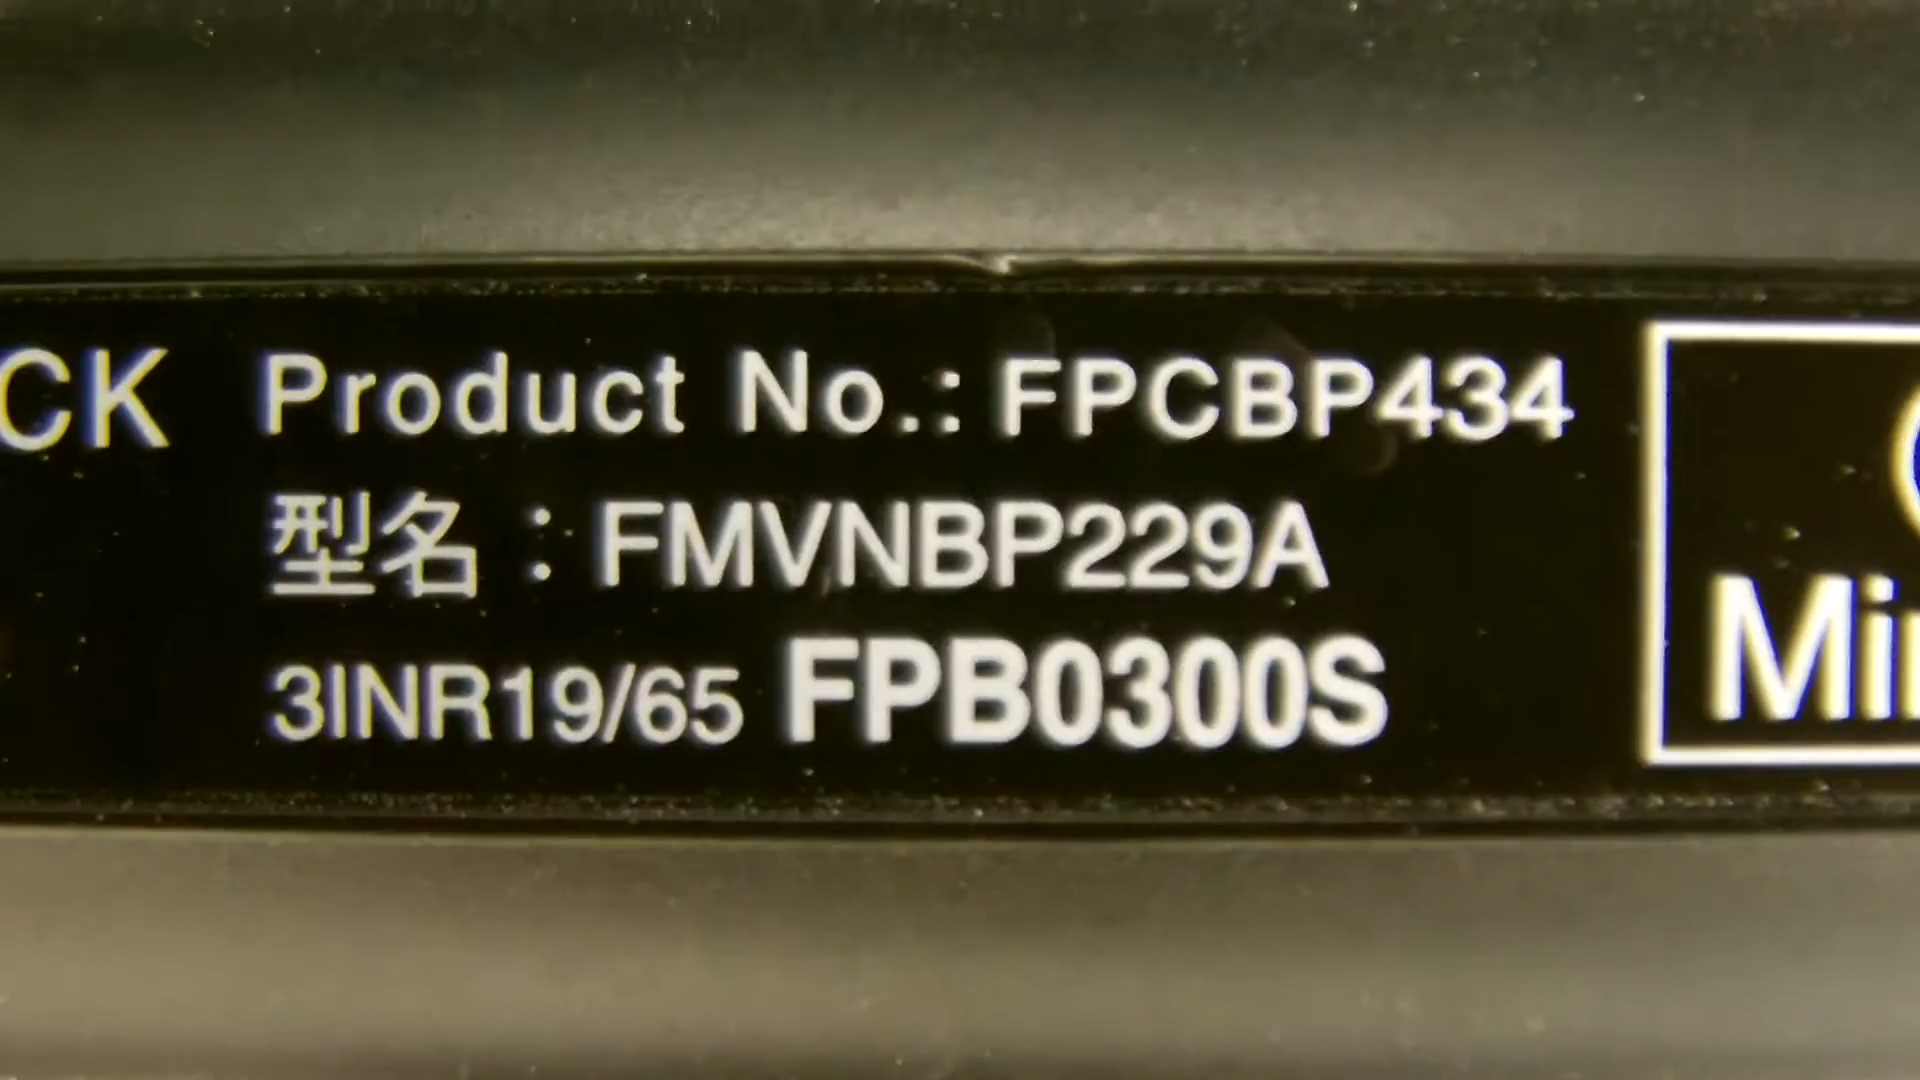 CK Product No.: FPCBP434
型名：FMVNBP229A
3INR19/65 FPB0300S
Mi